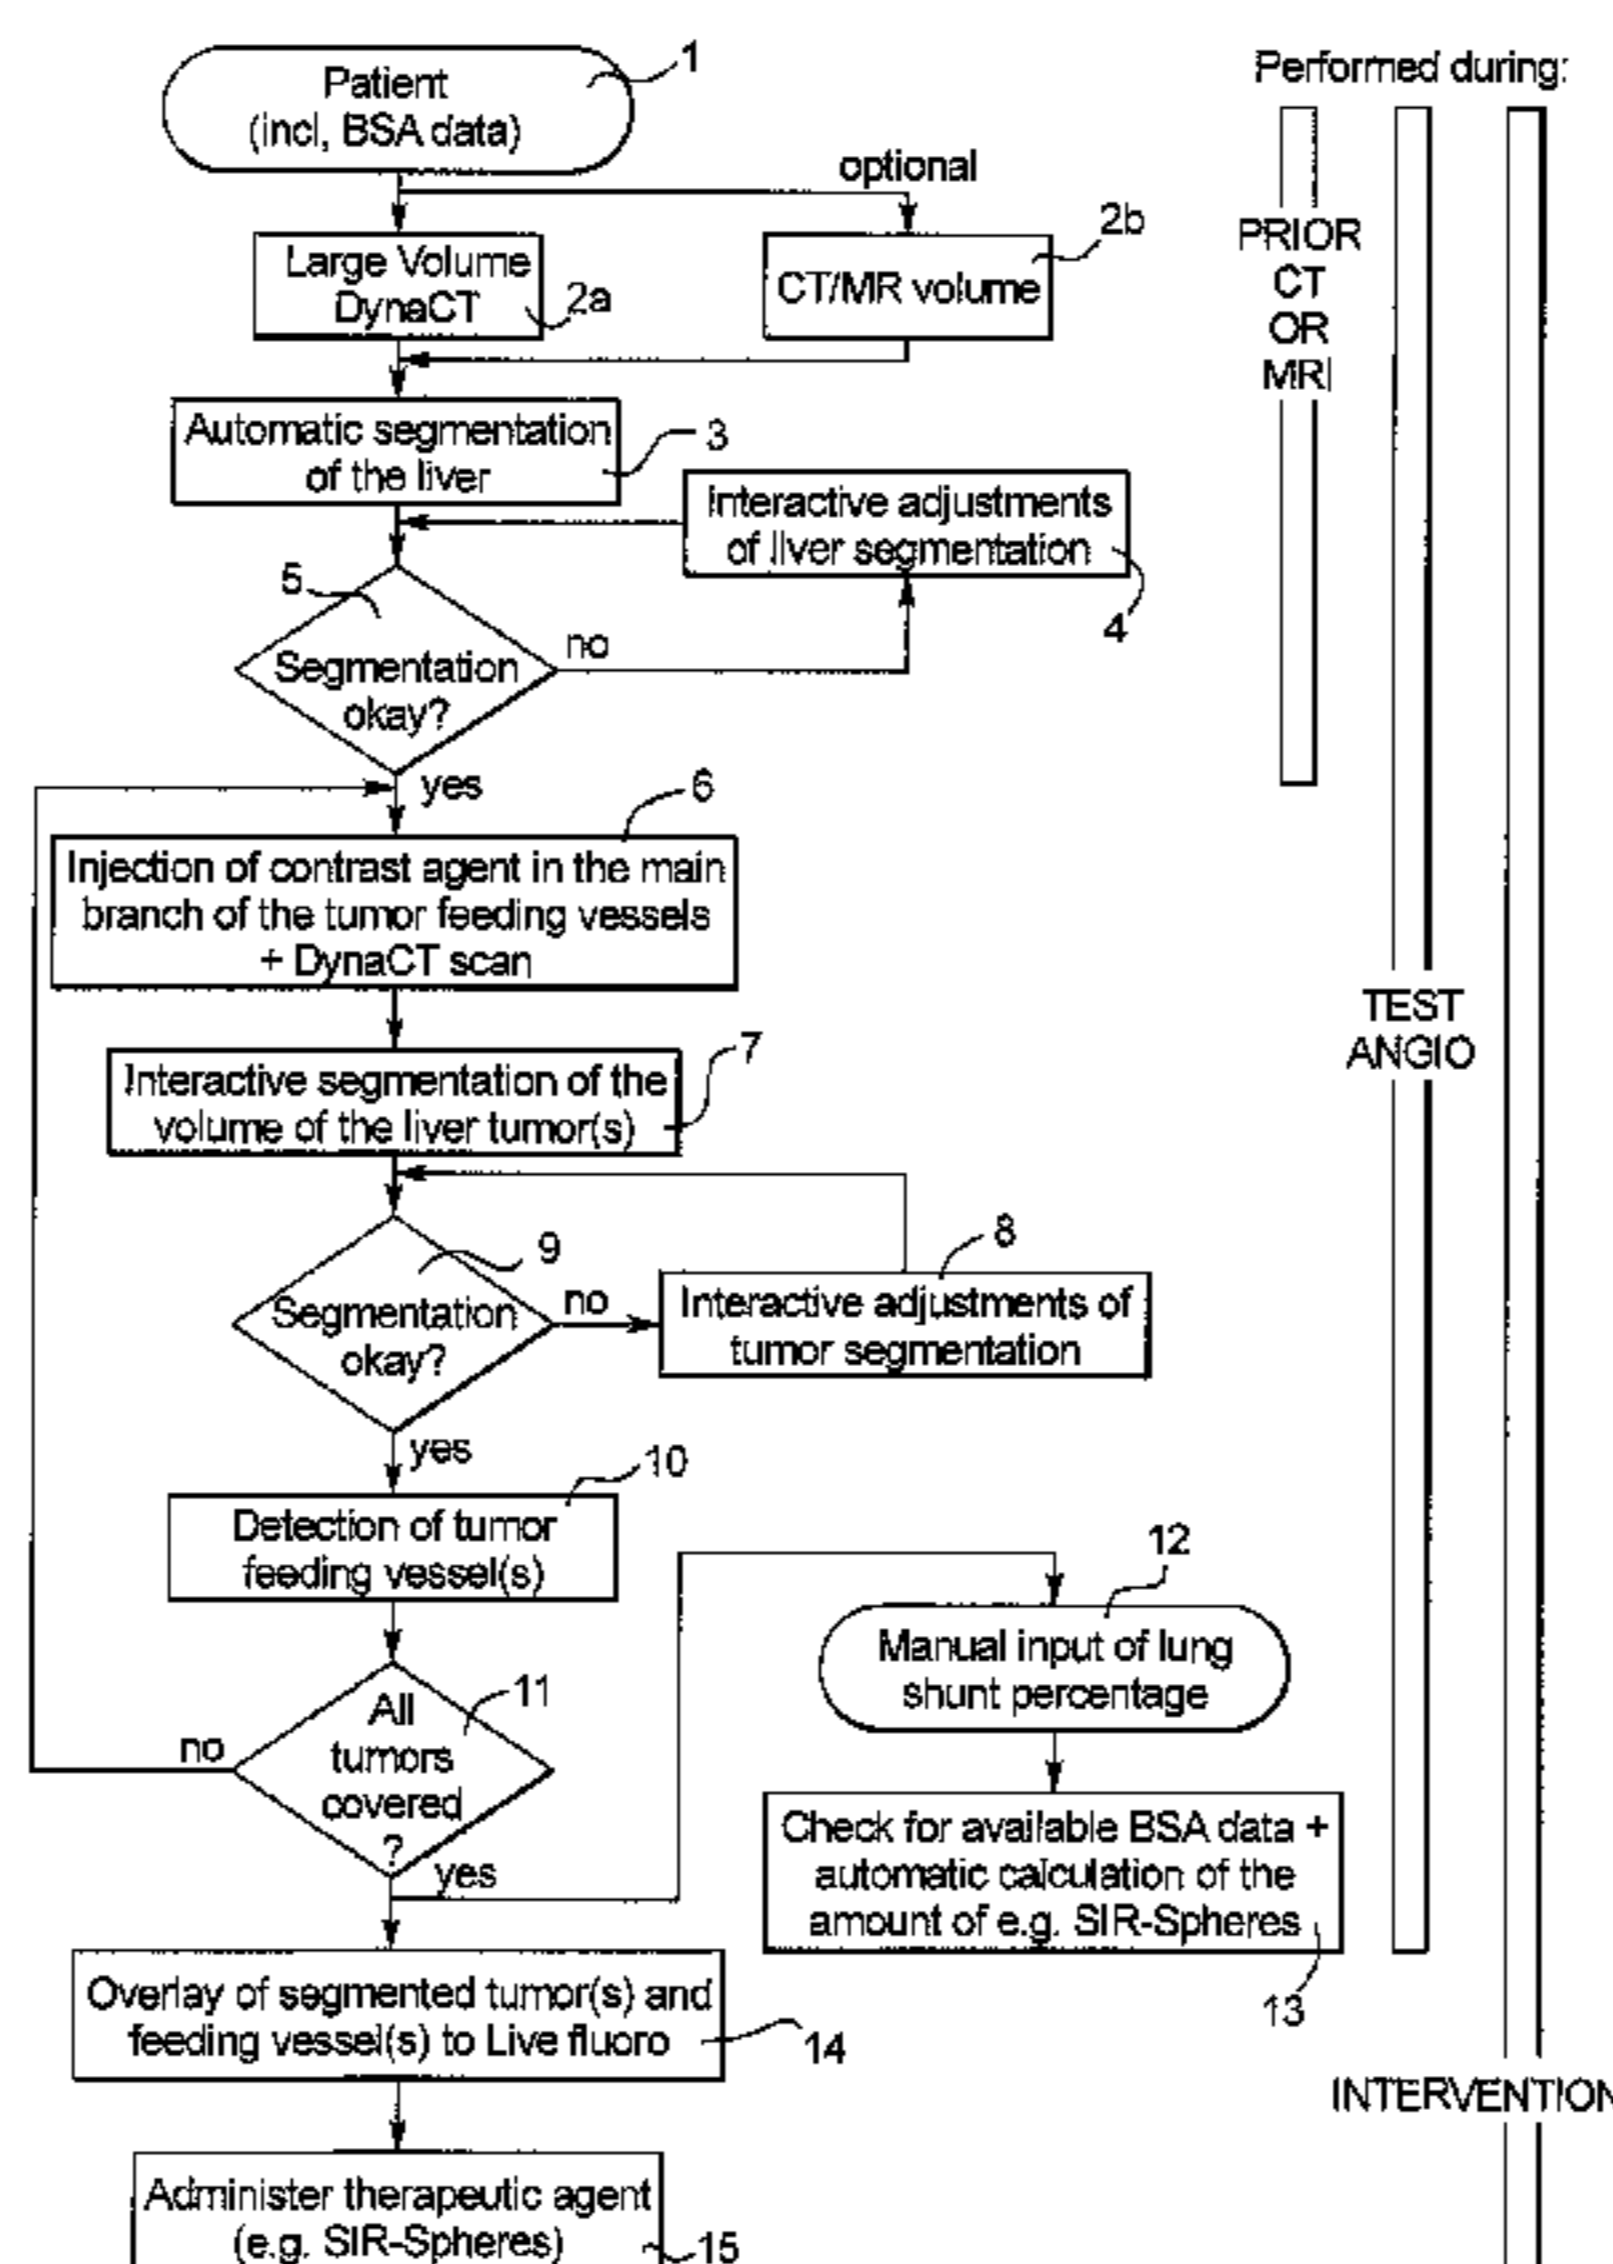 Performed during:
1
Patient
(incl, BSA data)
optional
Large Volume
DynaCT
2a
CT/MR volume
2b
PRIOR
CT
OR
MRI
Automatic segmentation
of the liver
3
Interactive adjustments
of liver segmentation
4
5
Segmentation
okay?
no
yes
6
Injection of contrast agent in the main
branch of the tumor feeding vessels
+ DynaCT scan
TEST
ANGIO
7
Interactive segmentation of the
volume of the liver tumor(s)
9
Segmentation
okay?
no
8
Interactive adjustments of
tumor segmentation
yes
10
Detection of tumor
feeding vessel(s)
11
All
tumors
covered
?
no
yes
12
Manual input of lung
shunt percentage
Check for available BSA data +
automatic calculation of the
amount of e.g. SIR-Spheres
13
Overlay of segmented tumor(s) and
feeding vessel(s) to Live fluoro
14
INTERVENTION
Administer therapeutic agent
(e.g. SIR-Spheres)
15